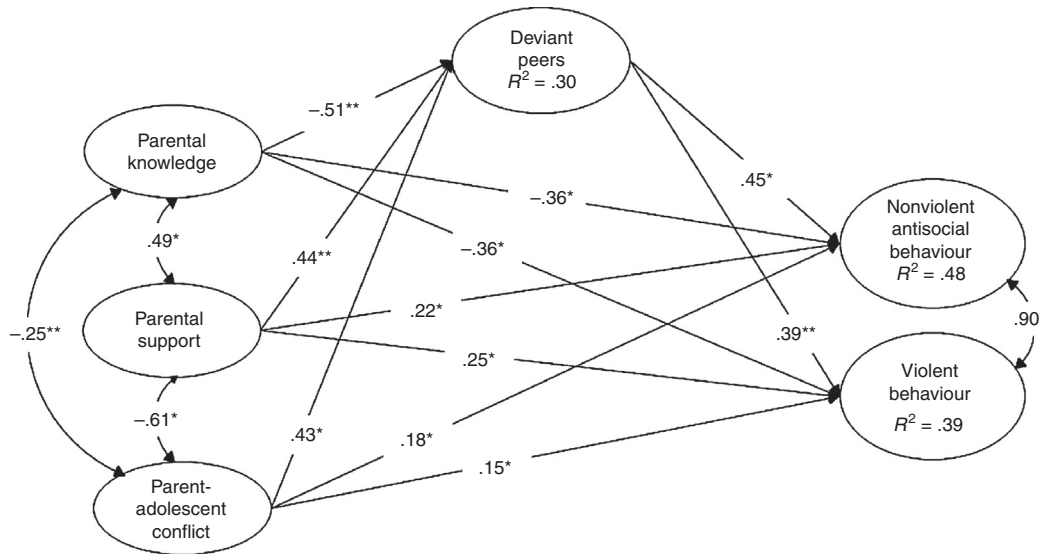 Deviant
peers
R² = .30
–.51**
Parental
knowledge
.45*
–.36*
Nonviolent
antisocial
behaviour
R² = .48
.49*
.44**
–.36*
–.25**
Parental
support
.22*
.39**
.90
.25*
Violent
behaviour
R² = .39
–.61*
.43*
.18*
.15*
Parent-
adolescent
conflict